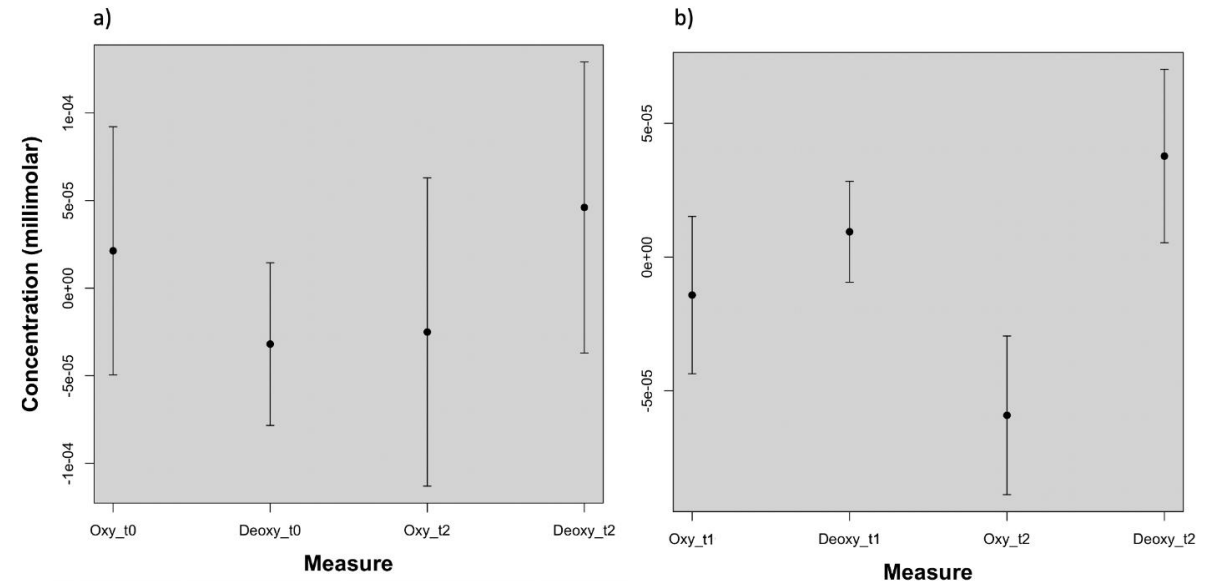 a)
Concentration (millimolar)
1e-04
5e-05
0e+00
-5e-05
-1e-04
Oxy_t0 Deoxy_t0 Oxy_t2 Deoxy_t2
Measure
b)
5e-05
0e+00
-5e-05
Oxy_t1 Deoxy_t1 Oxy_t2 Deoxy_t2
Measure